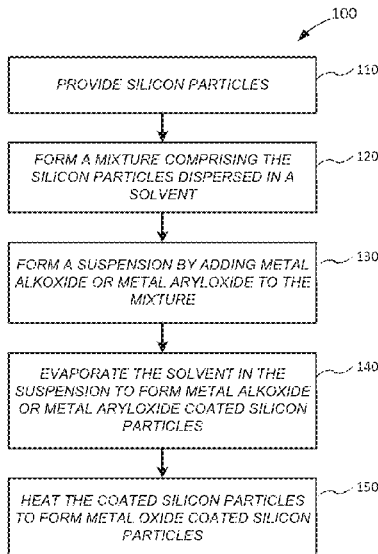 100
PROVIDE SILICON PARTICLES
110
FORM A MIXTURE COMPRISING THE
SILICON PARTICLES DISPERSED IN A
SOLVENT
120
FORM A SUSPENSION BY ADDING METAL
ALKOXIDE OR METAL ARYLOXIDE TO THE
MIXTURE
130
EVAPORATE THE SOLVENT IN THE
SUSPENSION TO FORM METAL ALKOXIDE
OR METAL ARYLOXIDE COATED SILICON
PARTICLES
140
HEAT THE COATED SILICON PARTICLES
TO FORM METAL OXIDE COATED SILICON
PARTICLES
150